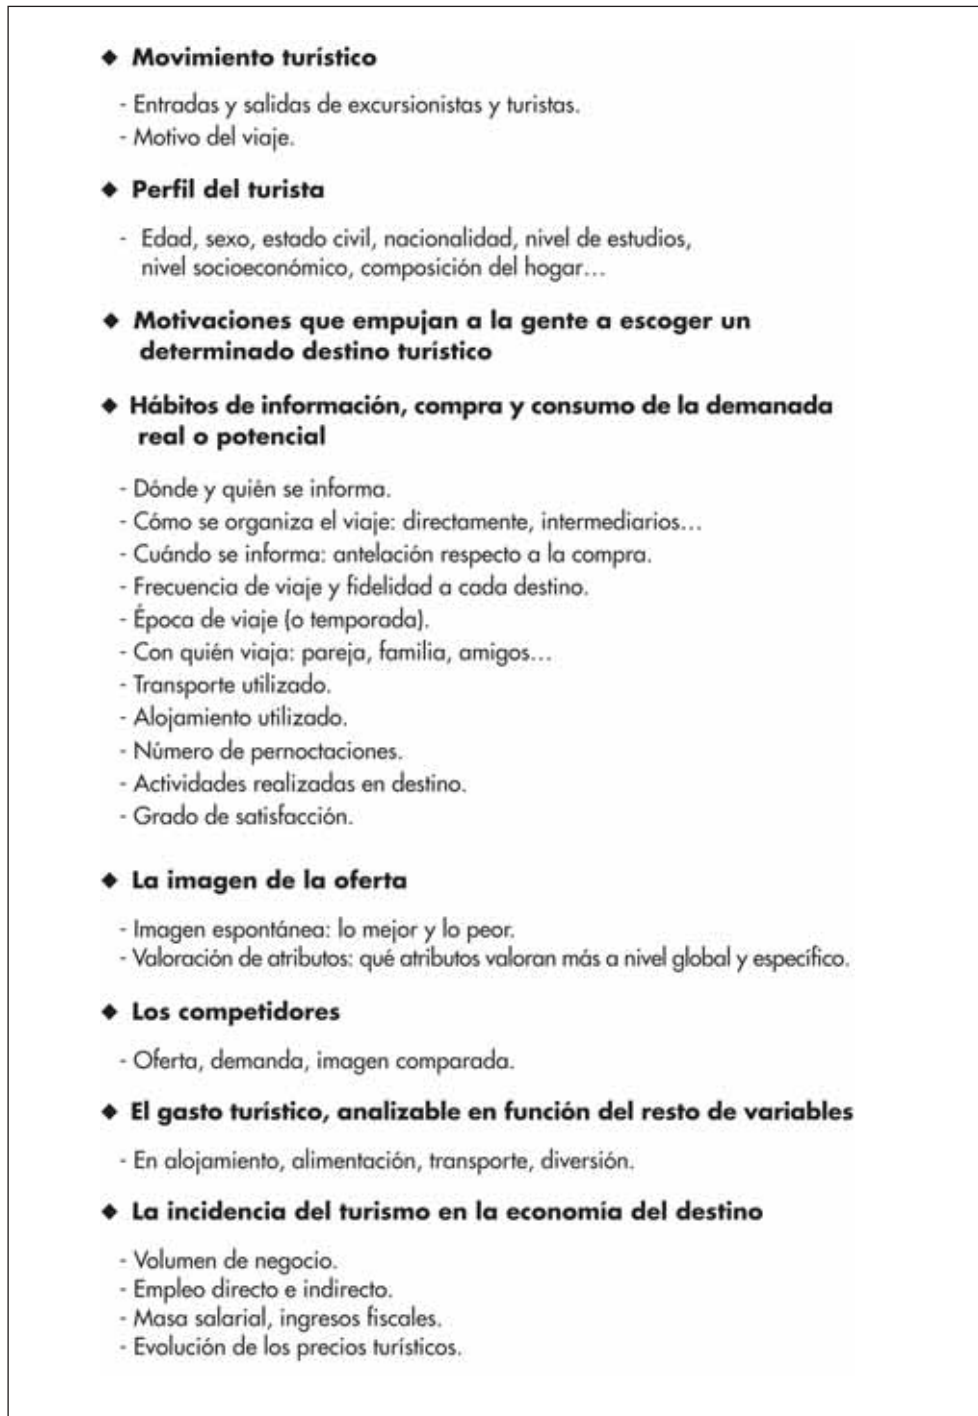 ◆ Movimiento turístico
- Entradas y salidas de excursionistas y turistas.
- Motivo del viaje.
◆ Perfil del turista
- Edad, sexo, estado civil, nacionalidad, nivel de estudios,
nivel socioeconómico, composición del hogar…
◆ Motivaciones que empujan a la gente a escoger un
determinado destino turístico
◆ Hábitos de información, compra y consumo de la demanada
real o potencial
- Dónde y quién se informa.
- Cómo se organiza el viaje: directamente, intermediarios…
- Cuándo se informa: antelación respecto a la compra.
- Frecuencia de viaje y fidelidad a cada destino.
- Época de viaje (o temporada).
- Con quién viaja: pareja, familia, amigos…
- Transporte utilizado.
- Alojamiento utilizado.
- Número de pernoctaciones.
- Actividades realizadas en destino.
- Grado de satisfacción.
◆ La imagen de la oferta
- Imagen espontánea: lo mejor y lo peor.
- Valoración de atributos: qué atributos valoran más a nivel global y específico.
◆ Los competidores
- Oferta, demanda, imagen comparada.
◆ El gasto turístico, analizable en función del resto de variables
- En alojamiento, alimentación, transporte, diversión.
◆ La incidencia del turismo en la economía del destino
- Volumen de negocio.
- Empleo directo e indirecto.
- Masa salarial, ingresos fiscales.
- Evolución de los precios turísticos.